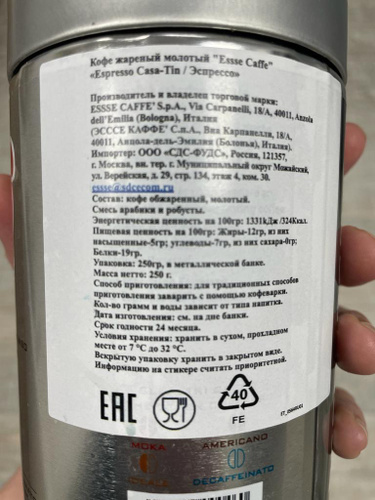 Кофе жареный молотый "Essse Caffe"
«Espresso Casa-Tin / Эспрессо»
Производитель и владелец торговой марки:
ESSSE CAFFE' S.p.A., Via Carpanelli, 18/A, 40011, Anzola
dell'Emilia (Bologna), Италия
(ЭСССЕ КАФФЕ' С.п.А., Виа Карпанелли, 18/А,
40011, Анцола-дель-Эмилия (Болонья), Италия).
Импортер: ООО «СДС-ФУДС», Россия, 121357,
г. Москва, вн. тер. г. Муниципальный округ Можайский,
ул. Верейская, д. 29, стр. 134, этаж 4, ком. 30.
essse@sdcecom.ru
Состав: кофе обжаренный, молотый.
Смесь арабики и робусты.
Энергетическая ценность на 100гр: 1331кДж /324Ккал.
Пищевая ценность на 100гр: Жиры-12гр, из них
насыщенные-5гр; углеводы-7гр, из них сахара-0гр;
Белки-19гр.
Упаковка: 250гр, в металлической банке.
Масса нетто: 250 г.
Способ приготовления: для традиционных способов
приготовления заварить с помощью кофеварки.
Кол-во грамм и воды зависит от типа напитка.
Дата изготовления: см. на дне банки.
Срок годности 24 месяца.
Условия хранения: хранить в сухом, прохладном
месте от 7 °C до 32 °C.
Вскрытую упаковку хранить в закрытом виде.
Информацию на стикере считать приоритетной.
EAC
40
FE
MOKA AMERICANO
DECAFFEINATO